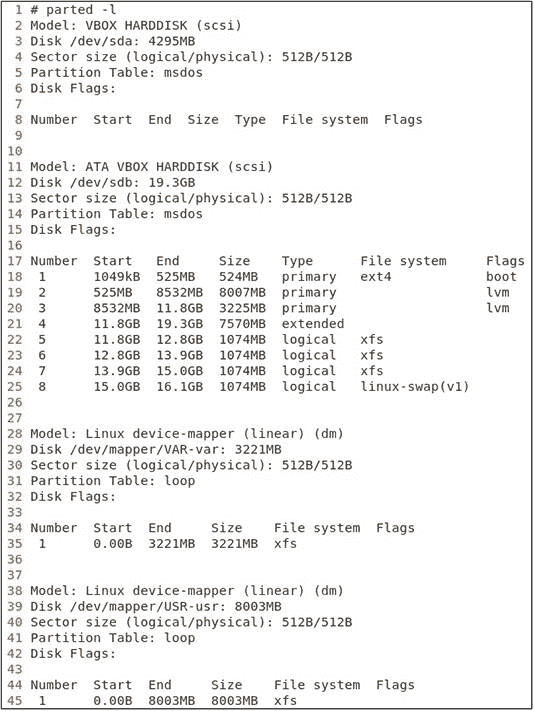 1 # parted -l
2 Model: VBOX HARDDISK (scsi)
3 Disk /dev/sda: 4295MB
4 Sector size (logical/physical): 512B/512B
5 Partition Table: msdos
6 Disk Flags:
7
8 Number  Start  End  Size  Type  File system  Flags
9
10
11 Model: ATA VBOX HARDDISK (scsi)
12 Disk /dev/sdb: 19.3GB
13 Sector size (logical/physical): 512B/512B
14 Partition Table: msdos
15 Disk Flags:
16
17 Number  Start   End     Size    Type      File system     Flags
18  1      1049kB  525MB   524MB   primary   ext4            boot
19  2      525MB   8532MB  8007MB  primary                   lvm
20  3      8532MB  11.8GB  3225MB  primary                   lvm
21  4      11.8GB  19.3GB  7570MB  extended
22  5      11.8GB  12.8GB  1074MB  logical   xfs
23  6      12.8GB  13.9GB  1074MB  logical   xfs
24  7      13.9GB  15.0GB  1074MB  logical   xfs
25  8      15.0GB  16.1GB  1074MB  logical   linux-swap(v1)
26
27
28 Model: Linux device-mapper (linear) (dm)
29 Disk /dev/mapper/VAR-var: 3221MB
30 Sector size (logical/physical): 512B/512B
31 Partition Table: loop
32 Disk Flags:
33
34 Number  Start  End     Size    File system  Flags
35  1      0.00B  3221MB  3221MB  xfs
36
37
38 Model: Linux device-mapper (linear) (dm)
39 Disk /dev/mapper/USR-usr: 8003MB
40 Sector size (logical/physical): 512B/512B
41 Partition Table: loop
42 Disk Flags:
43
44 Number  Start  End     Size    File system  Flags
45  1      0.00B  8003MB  8003MB  xfs